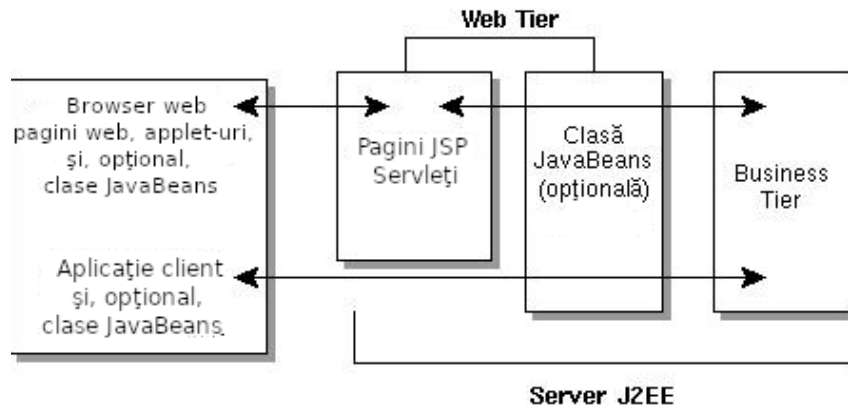 Web Tier
Browser web
pagini web, applet-uri,
şi, opţional,
clase JavaBeans
Aplicaţie client
şi, opţional,
clase JavaBeans
Pagini JSP
Servleţi
Clasă
JavaBeans
(opţională)
Business
Tier
Server J2EE